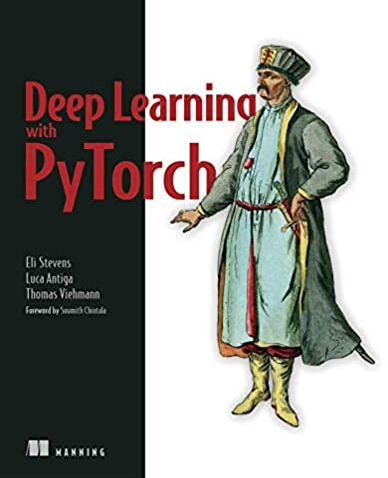 Deep Learning
with
PyTorch
Eli Stevens
Luca Antiga
Thomas Viehmann
Foreword by Soumith Chintala
MANNING